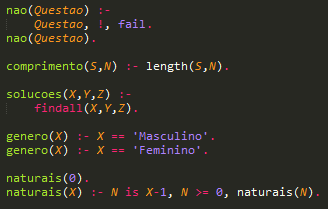 nao(Questao) :-
    Questao, !, fail.
nao(Questao).
comprimento(S,N) :- length(S,N).
solucoes(X,Y,Z) :-
    findall(X,Y,Z).
genero(X) :- X == 'Masculino'.
genero(X) :- X == 'Feminino'.
naturais(0).
naturais(X) :- N is X-1, N >= 0, naturais(N).